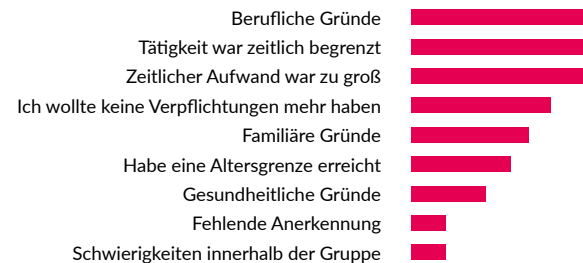 Berufliche Gründe
Tätigkeit war zeitlich begrenzt
Zeitlicher Aufwand war zu groß
Ich wollte keine Verpflichtungen mehr haben
Familiäre Gründe
Habe eine Altersgrenze erreicht
Gesundheitliche Gründe
Fehlende Anerkennung
Schwierigkeiten innerhalb der Gruppe